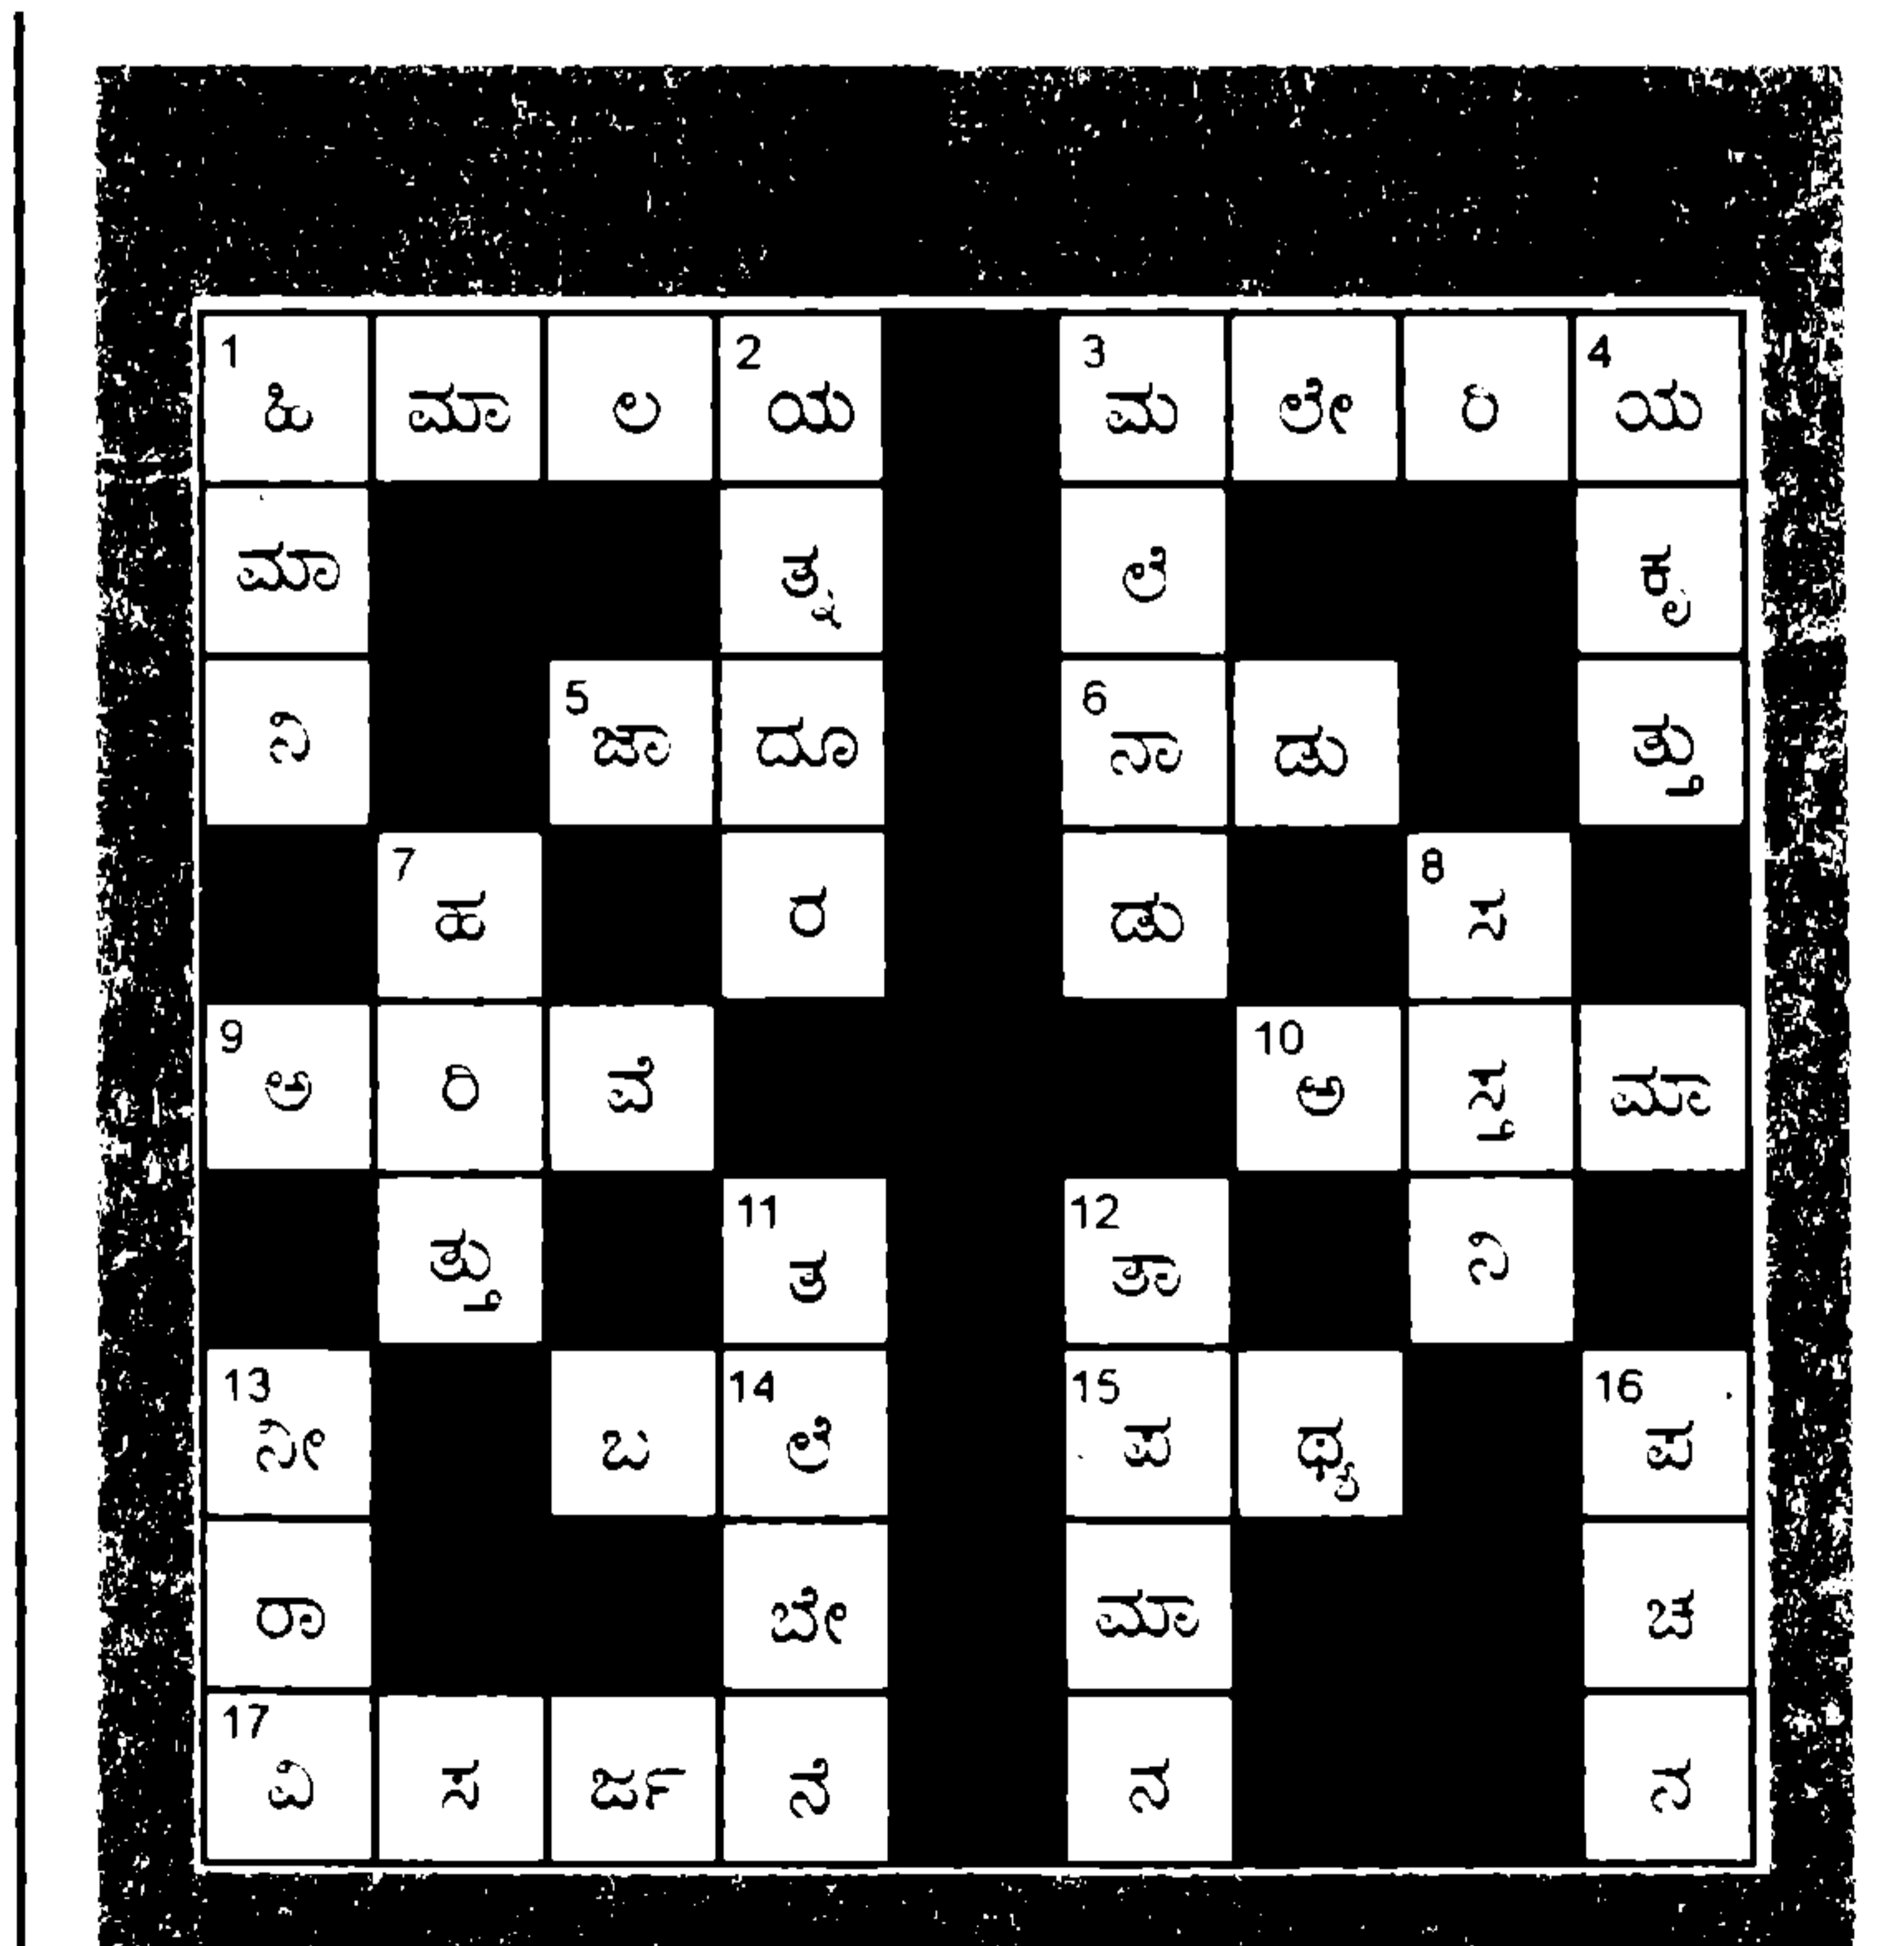 1 ಹಿ ಮಾ ಲ 2 ಯ 3 ಮ ಲೇ ರಿ 4 ಯ
ಮಾ ತ್ನ ಲೆ ಕೃ
ನಿ 5 ಜಾ ದೂ 6 ನಾ ಡು ತ್ತು
7 ಹ ರ ಡು 8 ಸ
9 ಅ ರಿ ವೆ 10 ಅ ಸ್ತ ಮಾ
ತ್ತು 11 ತ 12 ತಾ ನಿ
13 ನೀ ಬ 14 ಲೆ 15 ಪ ಥ್ಯ 16 ಪ
ರಾ ಬೇ ಮಾ ಚ
17 ವಿ ಸ ರ್ಜ ನೆ ನ ನ